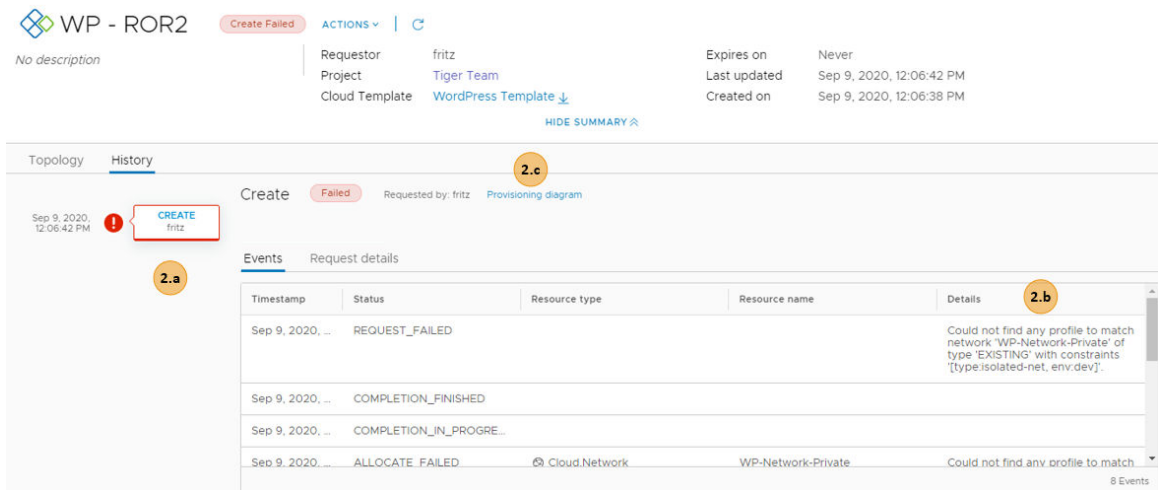 WP - ROR2 Create Failed ACTIONS
No description
Requestor fritz Expires on Never
Project Tiger Team Last updated Sep 9, 2020, 12:06:42 PM
Cloud Template WordPress Template Created on Sep 9, 2020, 12:06:38 PM
HIDE SUMMARY
Topology History
2.c
Create Failed Requested by: fritz Provisioning diagram
Sep 9, 2020,
12:06:42 PM
CREATE
fritz
2.a
Events Request details
2.b
Timestamp Status Resource type Resource name Details
Sep 9, 2020, ... REQUEST_FAILED Could not find any profile to match
network 'WP-Network-Private' of
type 'EXISTING' with constraints
'[type:isolated-net, env:dev]'.
Sep 9, 2020, ... COMPLETION_FINISHED
Sep 9, 2020, ... COMPLETION_IN_PROGRE...
Sep 9, 2020, ... ALLOCATE_FAILED Cloud.Network WP-Network-Private Could not find any profile to match
8 Events